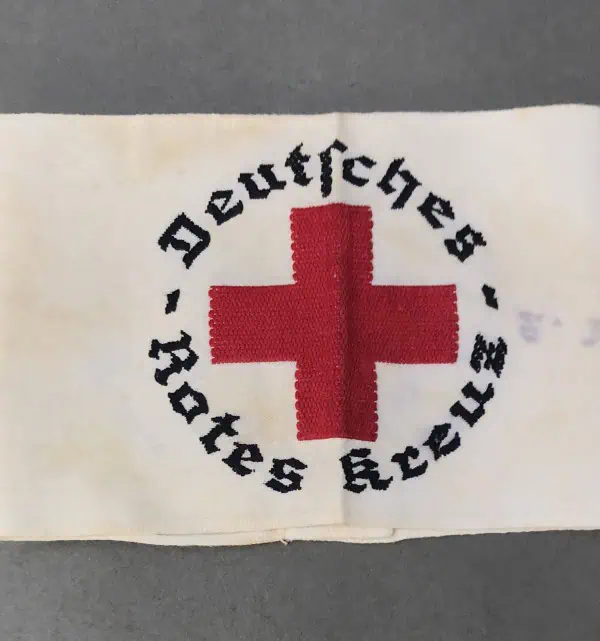 Deutſches
- Rotes Kreuz -